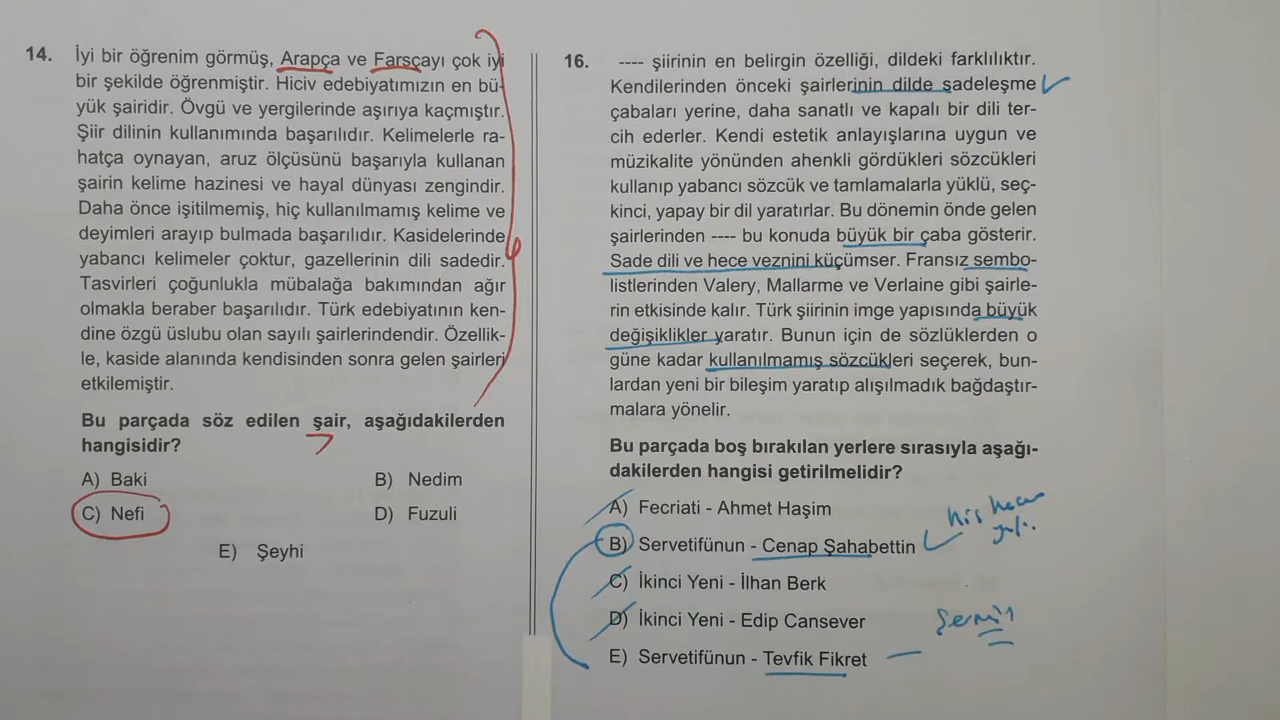 14. İyi bir öğrenim görmüş, Arapça ve Farsçayı çok iyi
bir şekilde öğrenmiştir. Hiciv edebiyatımızın en bü-
yük şairidir. Övgü ve yergilerinde aşırıya kaçmıştır.
Şiir dilinin kullanımında başarılıdır. Kelimelerle ra-
hatça oynayan, aruz ölçüsünü başarıyla kullanan
şairin kelime hazinesi ve hayal dünyası zengindir.
Daha önce işitilmemiş, hiç kullanılmamış kelime ve
deyimleri arayıp bulmada başarılıdır. Kasidelerinde
yabancı kelimeler çoktur, gazellerinin dili sadedir.
Tasvirleri çoğunlukla mübalağa bakımından ağır
olmakla beraber başarılıdır. Türk edebiyatının ken-
dine özgü üslubu olan sayılı şairlerindendir. Özellik-
le, kaside alanında kendisinden sonra gelen şairleri
etkilemiştir.
Bu parçada söz edilen şair, aşağıdakilerden
hangisidir?
A) Baki
B) Nedim
C) Nefi
D) Fuzuli
E) Şeyhi
16. ---- şiirinin en belirgin özelliği, dildeki farklılıktır.
Kendilerinden önceki şairlerinin dilde sadeleşme
çabaları yerine, daha sanatlı ve kapalı bir dili ter-
cih ederler. Kendi estetik anlayışlarına uygun ve
müzikalite yönünden ahenkli gördükleri sözcükleri
kullanıp yabancı sözcük ve tamlamalarla yüklü, seç-
kinci, yapay bir dil yaratırlar. Bu dönemin önde gelen
şairlerinden ---- bu konuda büyük bir çaba gösterir.
Sade dili ve hece veznini küçümser. Fransız sembo-
listlerinden Valery, Mallarme ve Verlaine gibi şairle-
rin etkisinde kalır. Türk şiirinin imge yapısında büyük
değişiklikler yaratır. Bunun için de sözlüklerden o
güne kadar kullanılmamış sözcükleri seçerek, bun-
lardan yeni bir bileşim yaratıp alışılmadık bağdaştır-
malara yönelir.
Bu parçada boş bırakılan yerlere sırasıyla aşağı-
dakilerden hangisi getirilmelidir?
A) Fecriati - Ahmet Haşim
B) Servetifünun - Cenap Şahabettin
C) İkinci Yeni - İlhan Berk
D) İkinci Yeni - Edip Cansever
E) Servetifünun - Tevfik Fikret